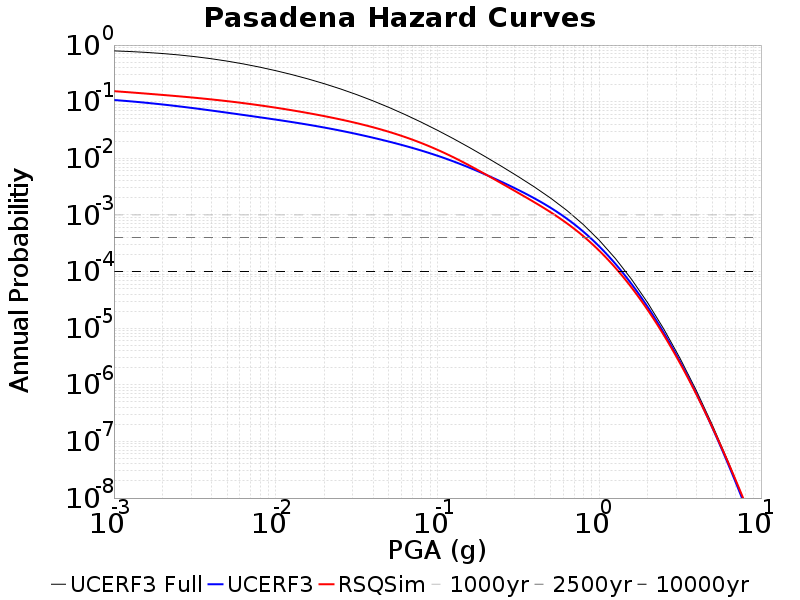 Pasadena Hazard Curves
10^0
10^-1
10^-2
10^-3
10^-4
10^-5
10^-6
10^-7
10^-8
Annual Probabilitiy
10^-3 10^-2 10^-1 10^0 10^1
PGA (g)
UCERF3 Full UCERF3 RSQSim 1000yr 2500yr 10000yr